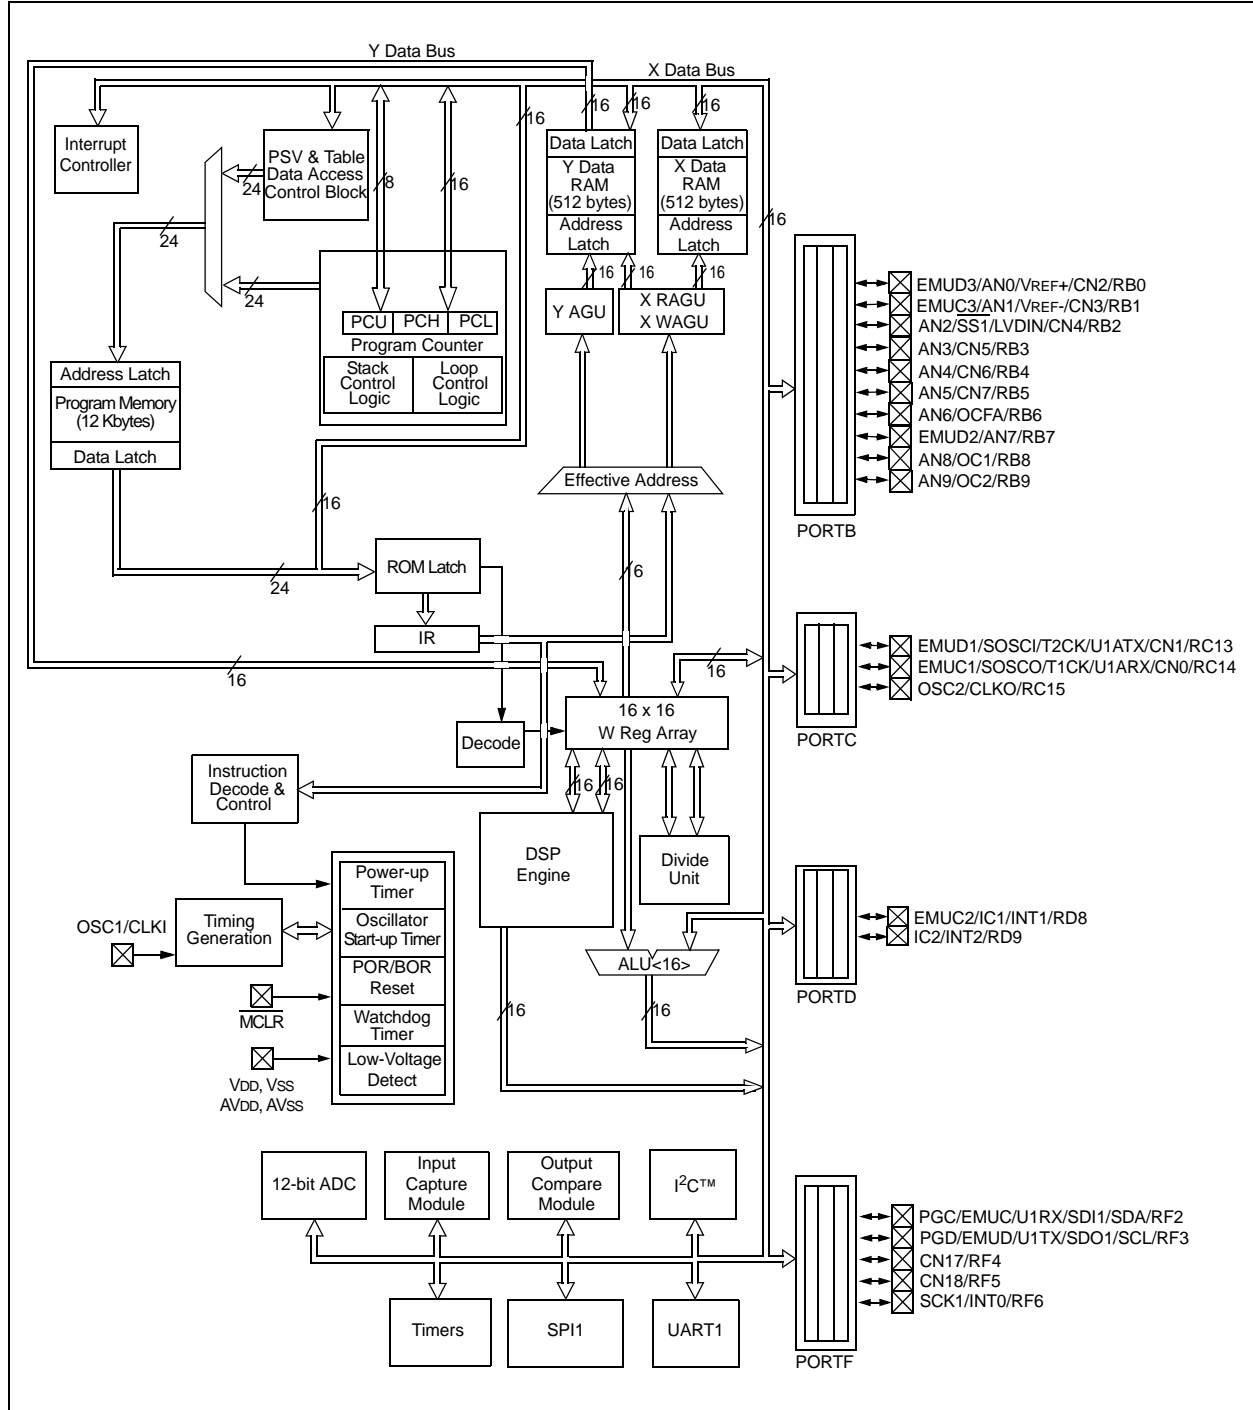 Y Data Bus
X Data Bus
16
16
16
16
Interrupt
Controller
PSV & Table
Data Access
Control Block
24
8
16
Data Latch
Y Data
RAM
(512 bytes)
Address
Latch
Data Latch
X Data
RAM
(512 bytes)
Address
Latch
16
24
24
16
16
16
Y AGU
X RAGU
X WAGU
PCU
PCH
PCL
Program Counter
Stack
Control
Logic
Loop
Control
Logic
Address Latch
Program Memory
(12 Kbytes)
Data Latch
Effective Address
16
24
ROM Latch
16
IR
16
16
16 x 16
W Reg Array
Decode
Instruction
Decode &
Control
16
16
DSP
Engine
Divide
Unit
Power-up
Timer
Oscillator
Start-up Timer
POR/BOR
Reset
Watchdog
Timer
Low-Voltage
Detect
OSC1/CLKI
Timing
Generation
MCLR
VDD, VSS
AVDD, AVSS
ALU<16>
16
16
12-bit ADC
Input
Capture
Module
Output
Compare
Module
I2C™
Timers
SPI1
UART1
EMUD3/AN0/VREF+/CN2/RB0
EMUC3/AN1/VREF-/CN3/RB1
AN2/SS1/LVDIN/CN4/RB2
AN3/CN5/RB3
AN4/CN6/RB4
AN5/CN7/RB5
AN6/OCFA/RB6
EMUD2/AN7/RB7
AN8/OC1/RB8
AN9/OC2/RB9
PORTB
EMUD1/SOSCI/T2CK/U1ATX/CN1/RC13
EMUC1/SOSCO/T1CK/U1ARX/CN0/RC14
OSC2/CLKO/RC15
PORTC
EMUC2/IC1/INT1/RD8
IC2/INT2/RD9
PORTD
PGC/EMUC/U1RX/SDI1/SDA/RF2
PGD/EMUD/U1TX/SDO1/SCL/RF3
CN17/RF4
CN18/RF5
SCK1/INT0/RF6
PORTF